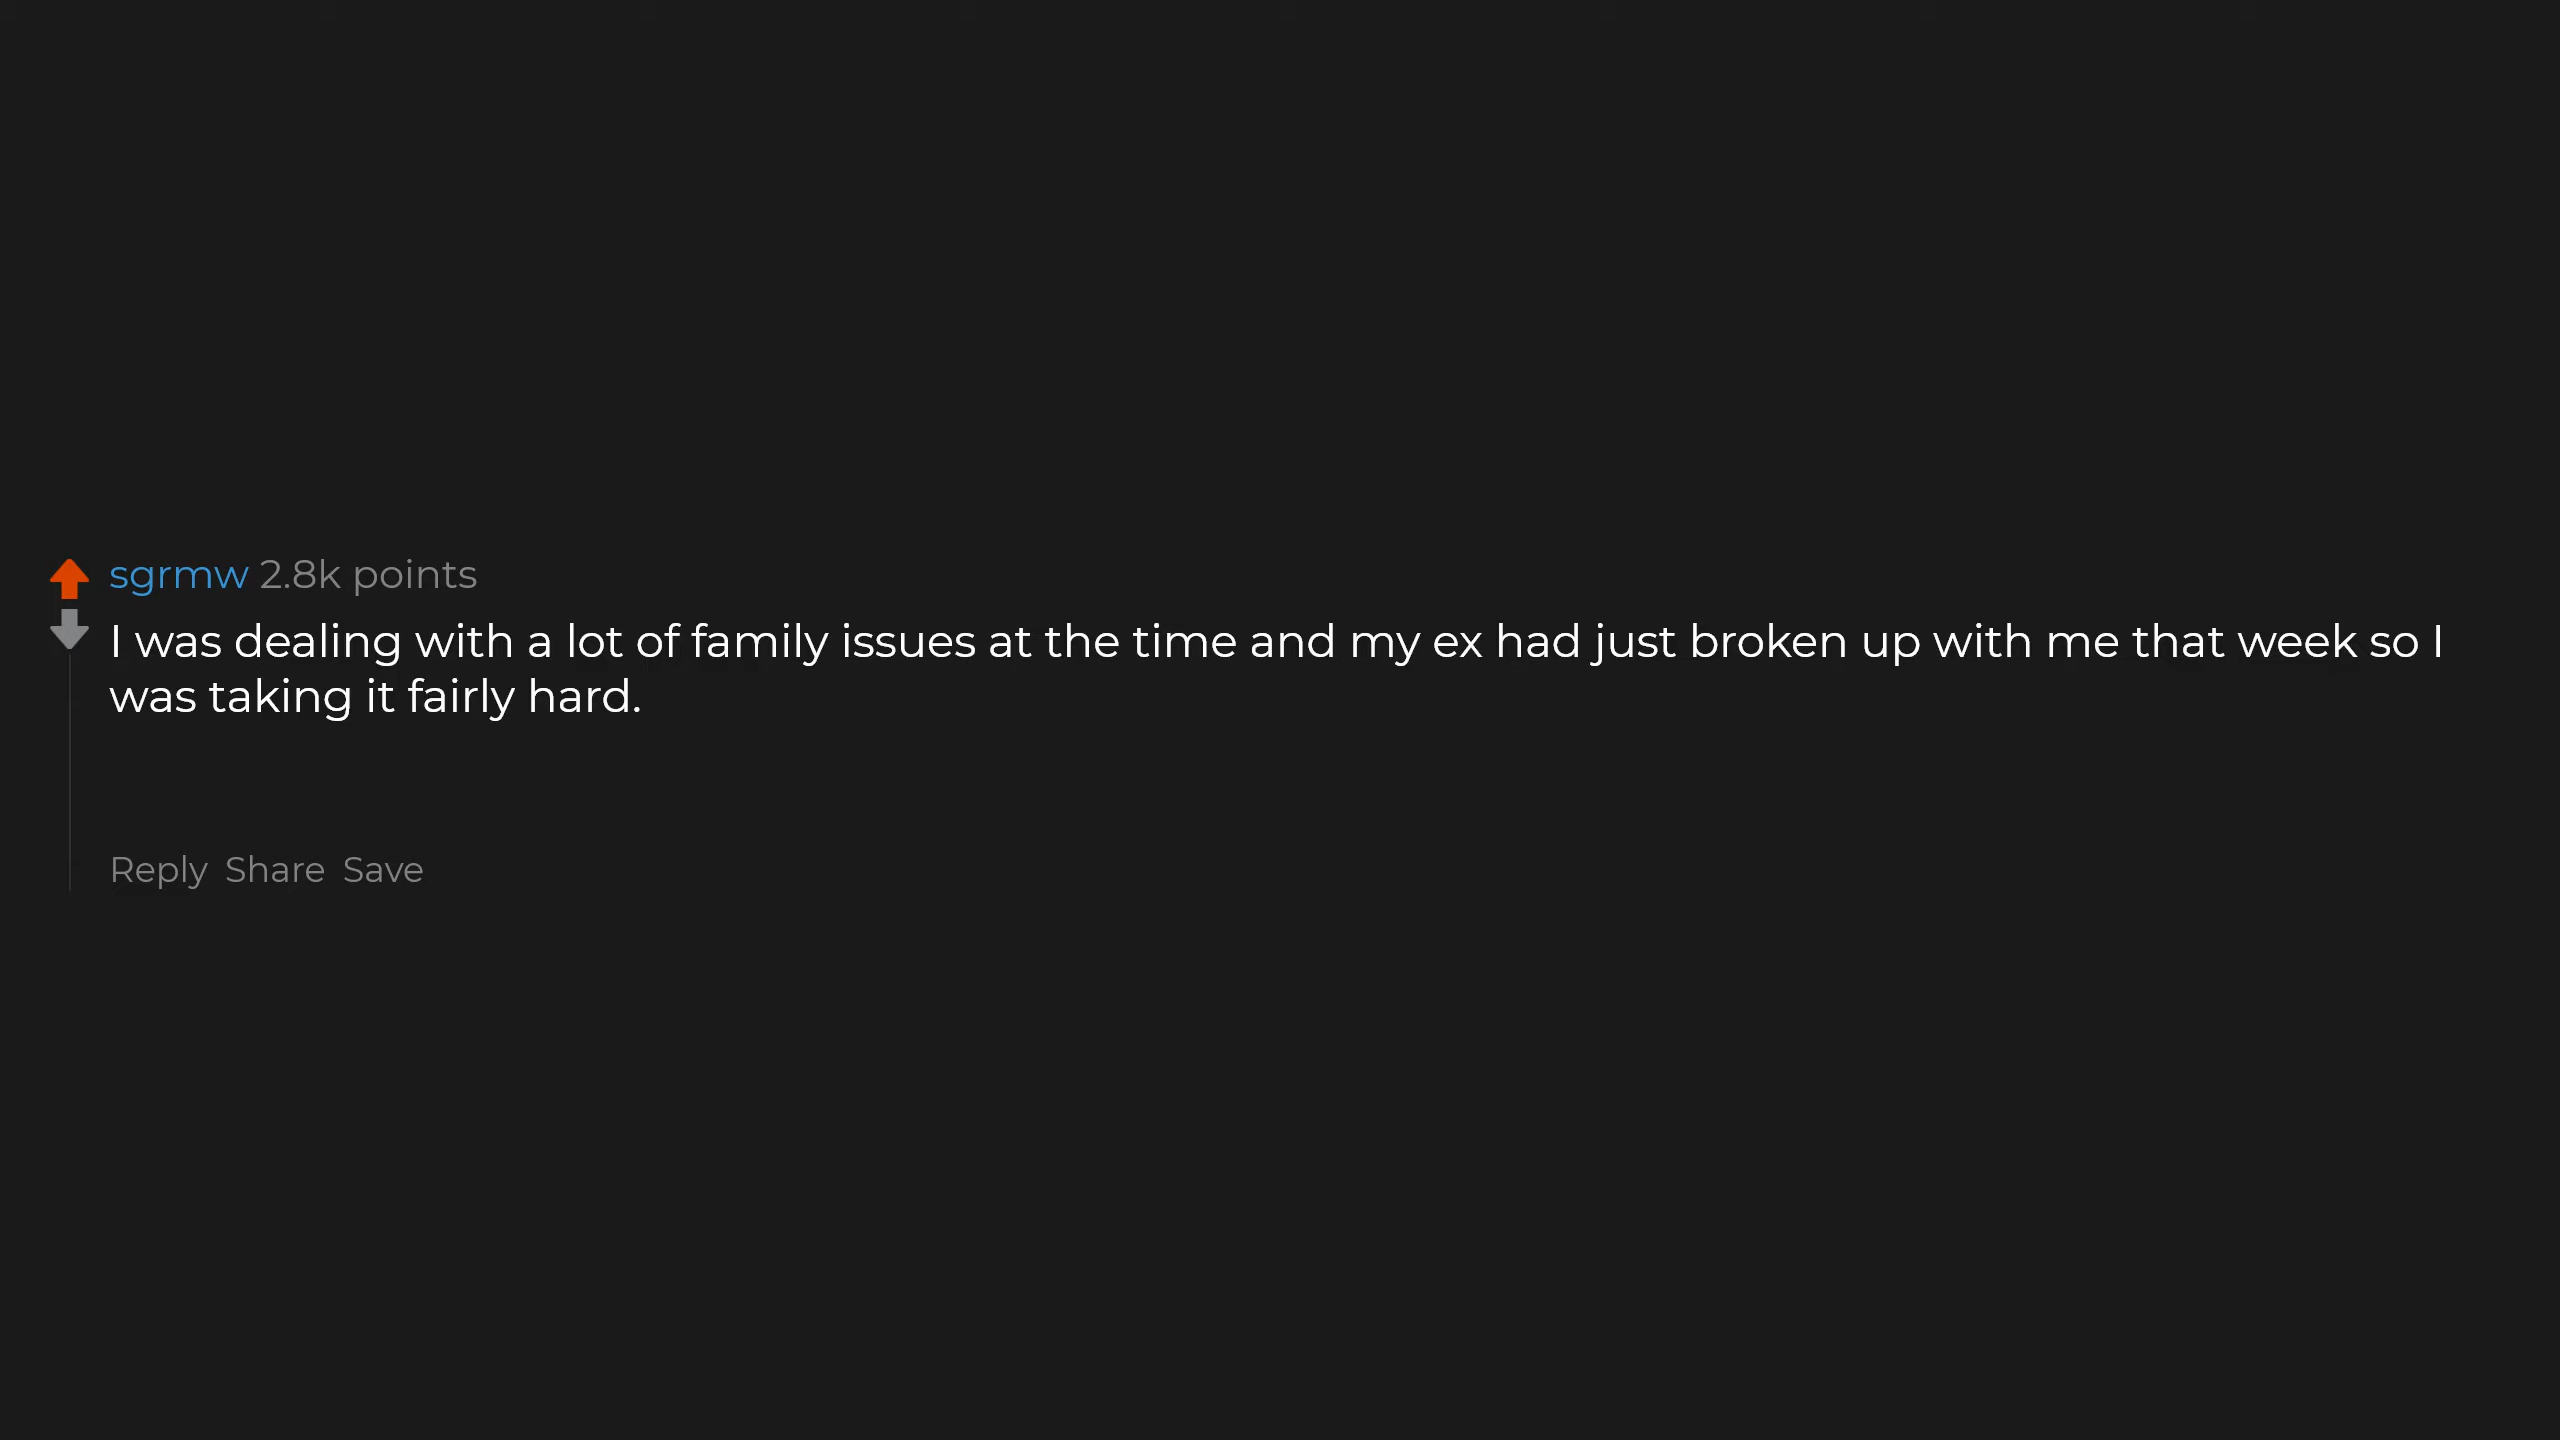 sgrmw 2.8k points
I was dealing with a lot of family issues at the time and my ex had just broken up with me that week so I
was taking it fairly hard.
Reply Share Save